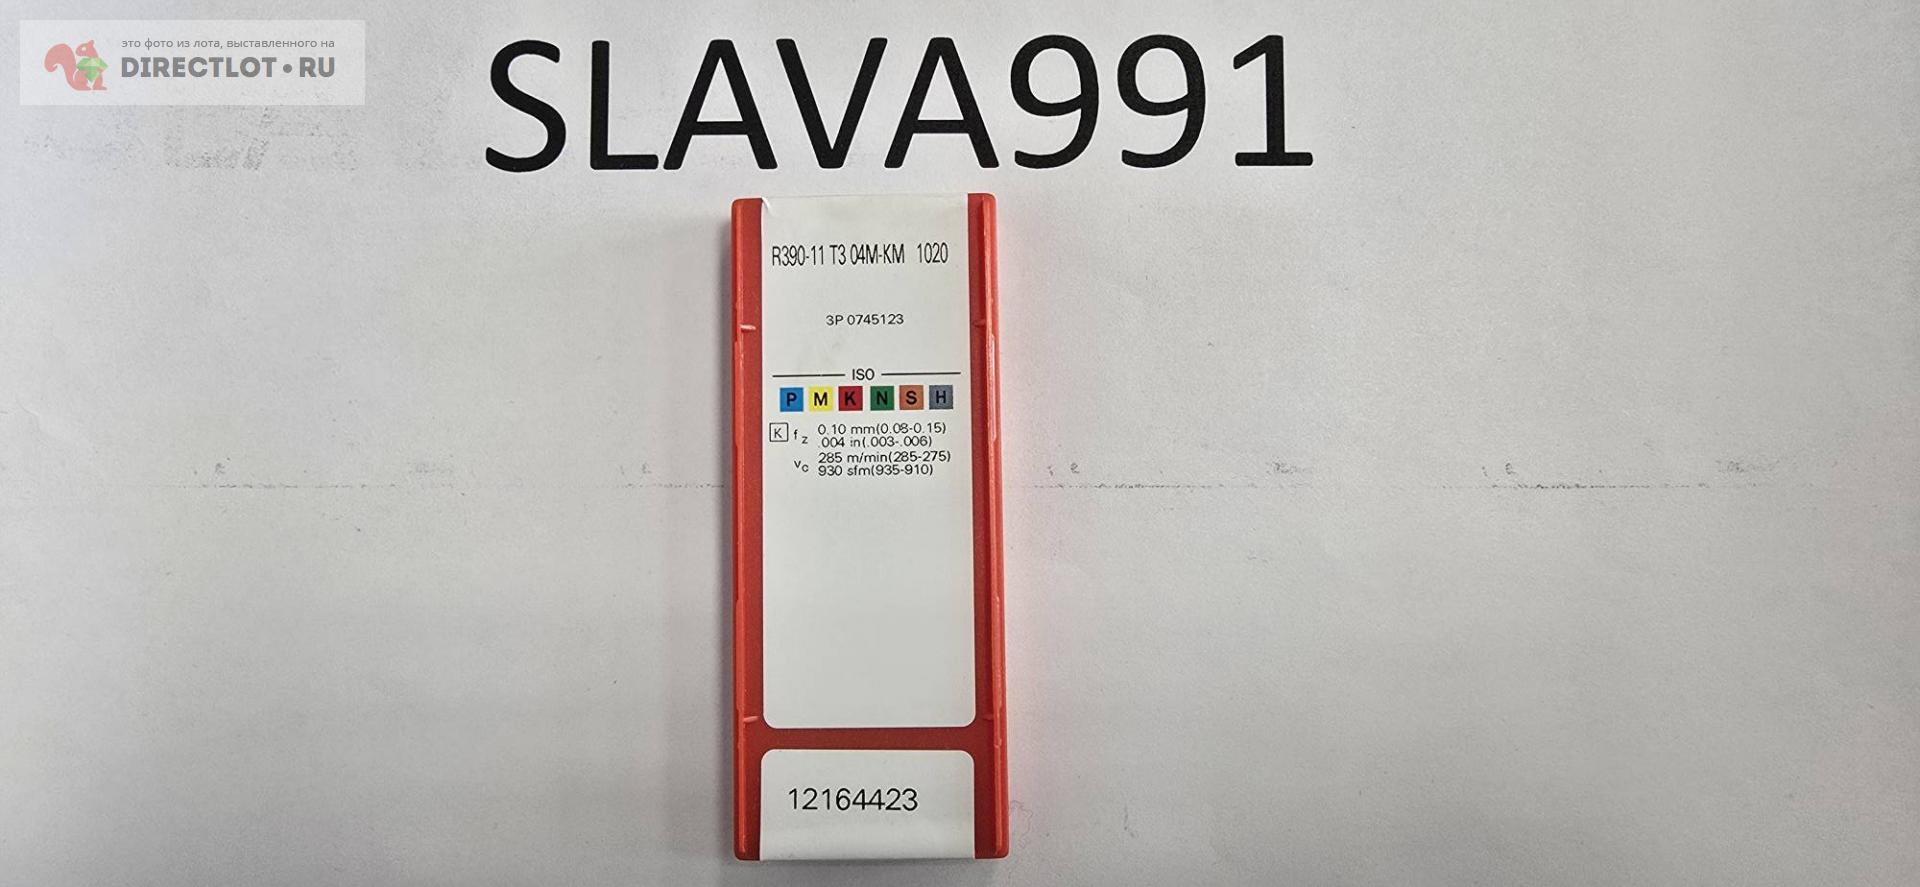 это фото из лота, выставленного на
DIRECTLOT•RU
SLAVA991
R390-11 T3 04M-KM 1020
3P 0745123
ISO
P M K N S H
K fz 0.10 mm(0.08-0.15)
.004 in(.003-.006)
vc 285 m/min(285-275)
930 sfm(935-910)
12164423